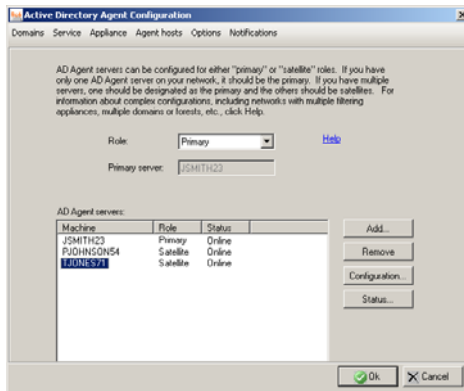 Active Directory Agent Configuration
Domains Service Appliance Agent hosts Options Notifications
AD Agent servers can be configured for either "primary" or "satellite" roles. If you have
only one AD Agent server on your network, it should be the primary. If you have multiple
servers, one should be designated as the primary and the others should be satellites. For
information about complex configurations, including networks with multiple filtering
appliances, multiple domains or forests, etc., click Help.
Role: Primary Help
Primary server: JSMITH23
AD Agent servers:
Machine Role Status
JSMITH23 Primary Online
PJOHNSON54 Satellite Online
TJONES71 Satellite Online
Add...
Remove
Configuration...
Status...
Ok Cancel